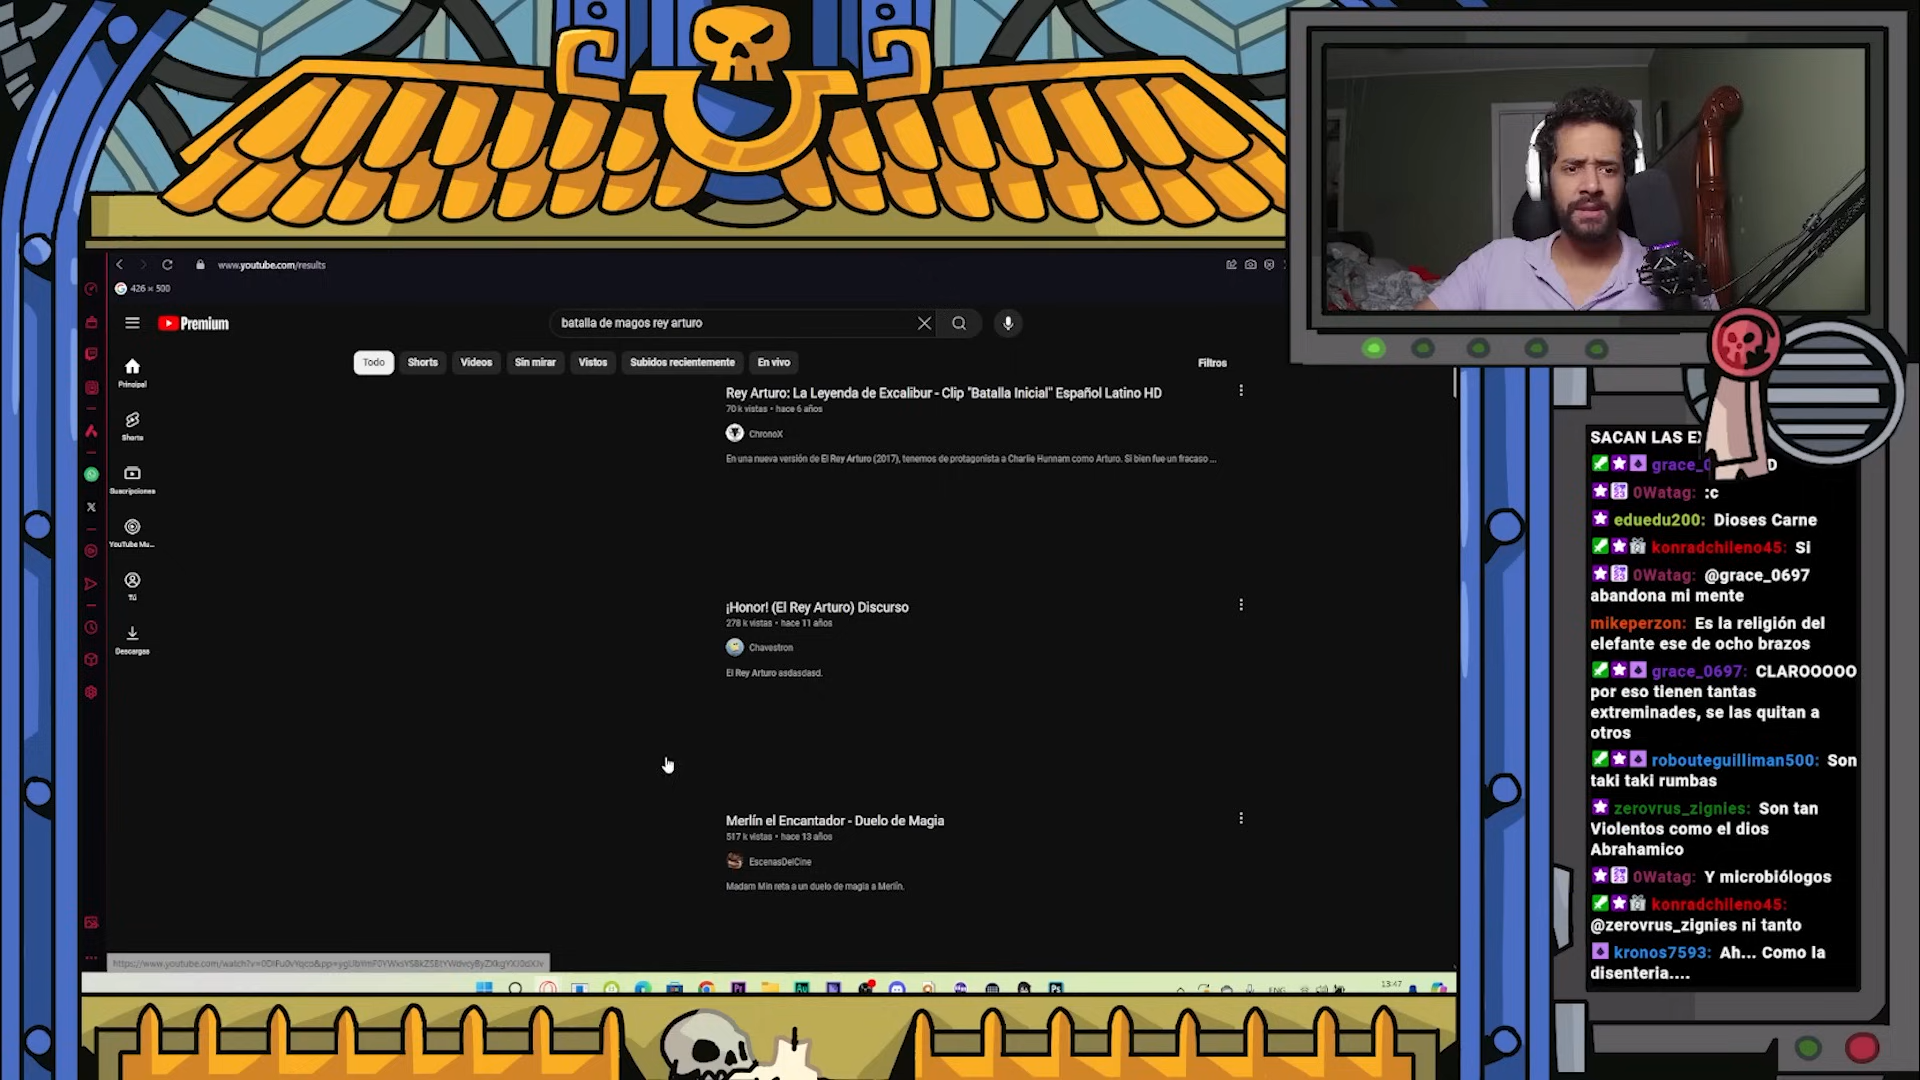 www.youtube.com/results
426 × 500
Premium
batalla de magos rey arturo
Todo
Shorts
Videos
Sin mirar
Vistos
Subidos recientemente
En vivo
Filtros
Principal
Shorts
Suscripciones
YouTube Mu...
Tú
Descargas
Rey Arturo: La Leyenda de Excalibur - Clip "Batalla Inicial" Español Latino HD
70 k vistas • hace 6 años
ChronoX
En una nueva versión de El Rey Arturo (2017), tenemos de protagonista a Charlie Hunnam como Arturo. Si bien fue un fracaso ...
¡Honor! (El Rey Arturo) Discurso
278 k vistas • hace 11 años
Chavestron
El Rey Arturo asdasdasd.
Merlín el Encantador - Duelo de Magia
517 k vistas • hace 13 años
EscenasDelCine
Madam Min reta a un duelo de magia a Merlín.
ENG
13:47
SACAN LAS
grace_0
0Watag: :c
eduedu200: Dioses Carne
konradchileno45: Si
0Watag: @grace_0697
abandona mi mente
mikeperzon: Es la religión del
elefante ese de ocho brazos
grace_0697: CLAROOOOO
por eso tienen tantas
extreminades, se las quitan a
otros
robouteguilliman500: Son
taki taki rumbas
zerovrus_zignies: Son tan
Violentos como el dios
Abrahamico
0Watag: Y microbiólogos
konradchileno45:
@zerovrus_zignies ni tanto
kronos7593: Ah... Como la
disenteria....